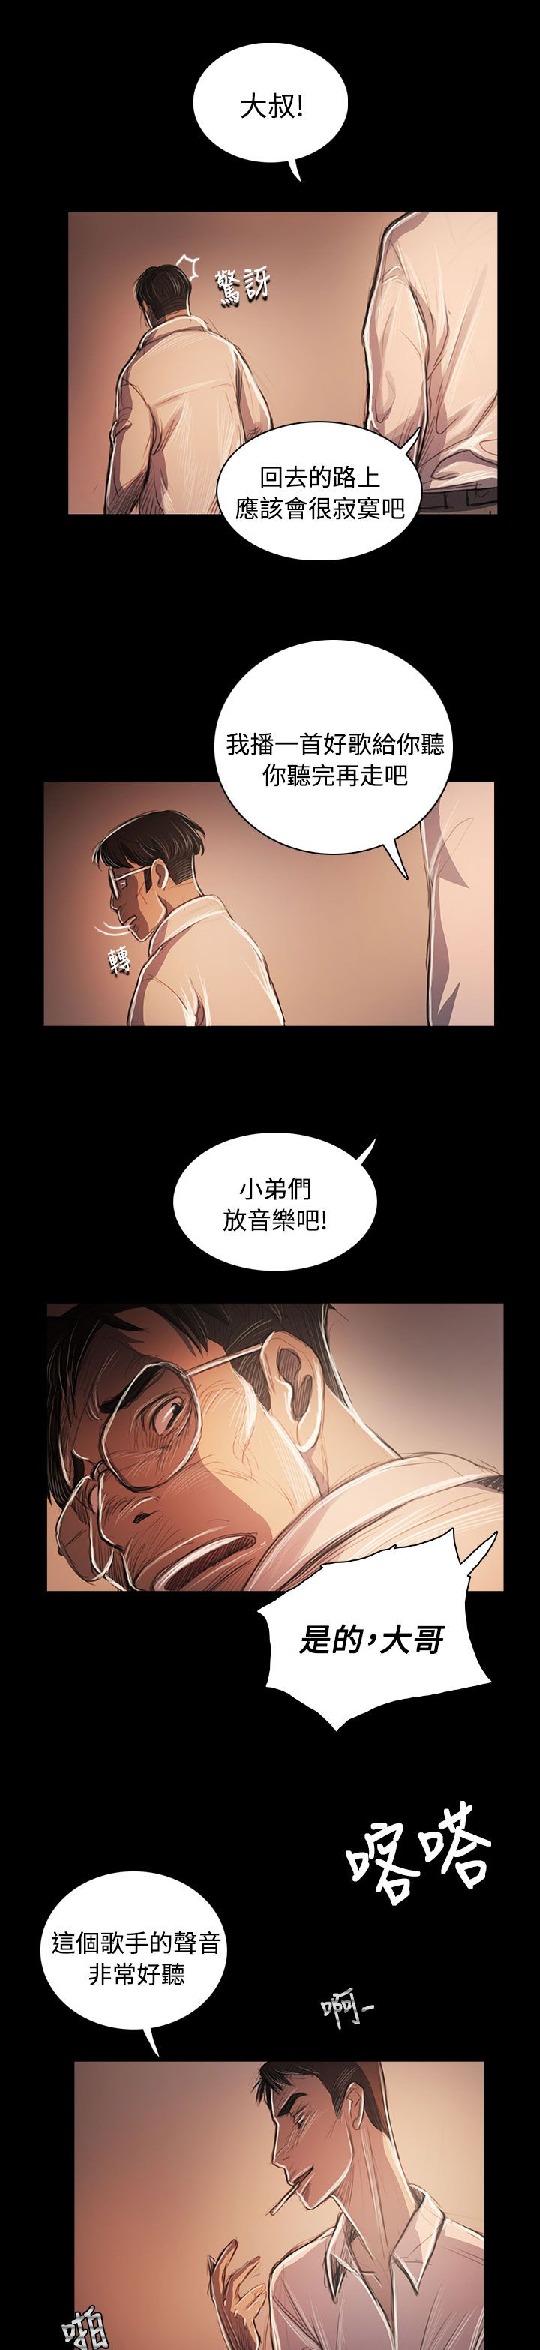 大叔!
驚訝
回去的路上
應該會很寂寞吧
我播一首好歌給你聽
你聽完再走吧
轉
小弟們
放音樂吧!
是的，大哥
喀嗒
這個歌手的聲音
非常好聽
啊~
啪